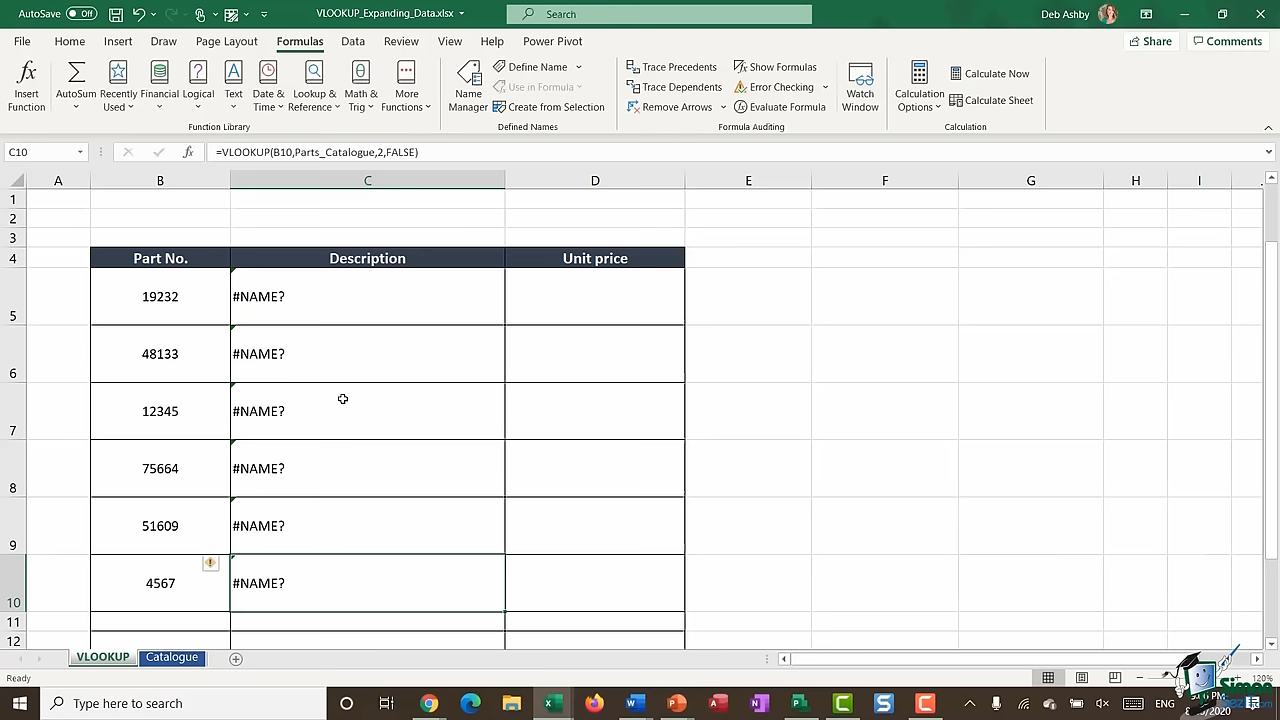 AutoSave Off VLOOKUP_Expanding_Data.xlsx Search Deb Ashby
File Home Insert Draw Page Layout Formulas Data Review View Help Power Pivot Share Comments
Insert Function
AutoSum
Recently Used
Financial
Logical
Text
Date & Time
Lookup & Reference
Math & Trig
More Functions
Function Library
Name Manager
Define Name
Use in Formula
Create from Selection
Defined Names
Trace Precedents
Trace Dependents
Remove Arrows
Show Formulas
Error Checking
Evaluate Formula
Formula Auditing
Watch Window
Calculation Options
Calculate Now
Calculate Sheet
Calculation
C10 fx =VLOOKUP(B10,Parts_Catalogue,2,FALSE)
A B C D E F G H I
1
2
3
4 Part No. Description Unit price
5 19232 #NAME?
6 48133 #NAME?
7 12345 #NAME?
8 75664 #NAME?
9 51609 #NAME?
10 4567 #NAME?
11
12
VLOOKUP Catalogue
Ready 120%
Type here to search ENG